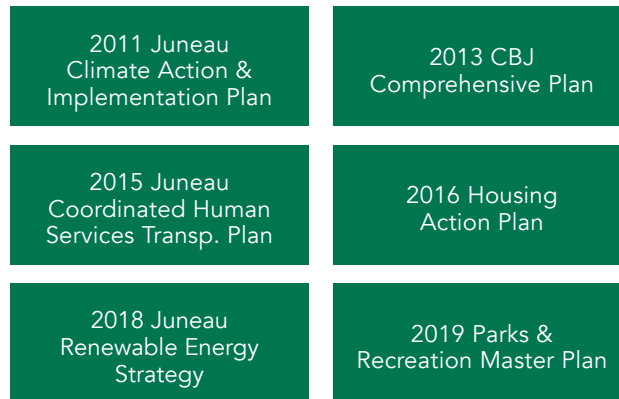 2011 Juneau
Climate Action &
Implementation Plan
2013 CBJ
Comprehensive Plan
2015 Juneau
Coordinated Human
Services Transp. Plan
2016 Housing
Action Plan
2018 Juneau
Renewable Energy
Strategy
2019 Parks &
Recreation Master Plan